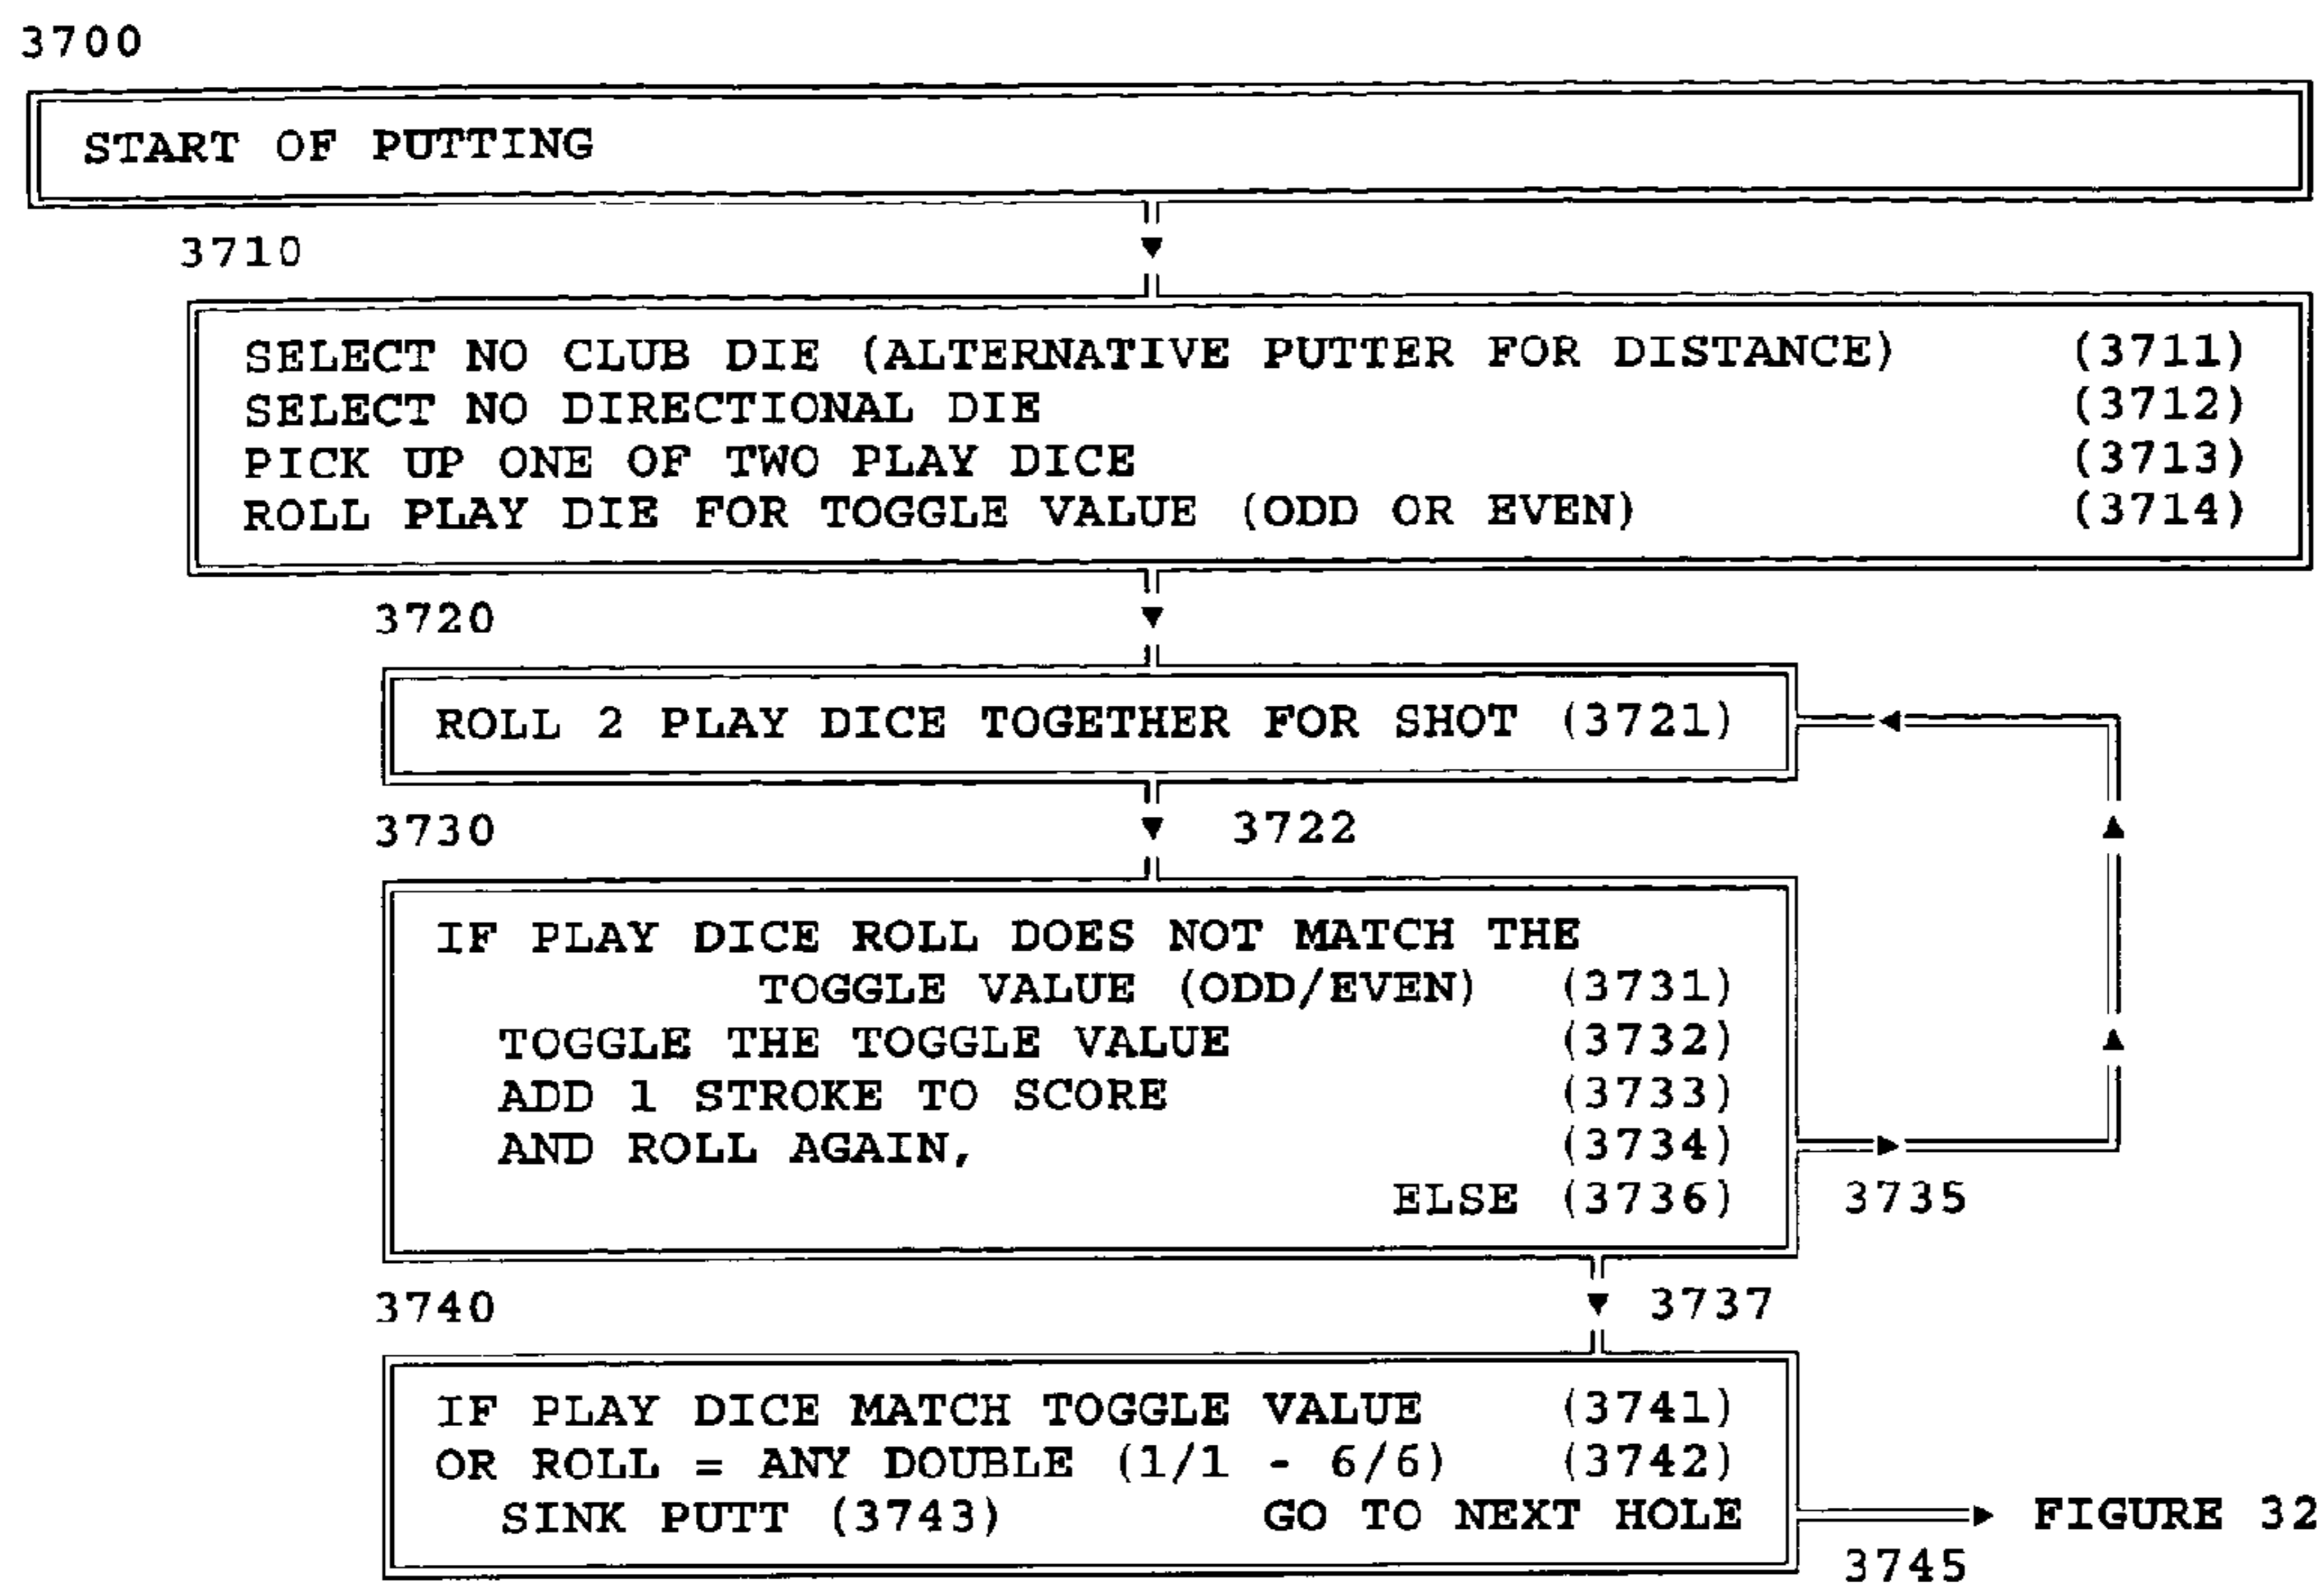 3700
START OF PUTTING
3710
SELECT NO CLUB DIE (ALTERNATIVE PUTTER FOR DISTANCE) (3711)
SELECT NO DIRECTIONAL DIE (3712)
PICK UP ONE OF TWO PLAY DICE (3713)
ROLL PLAY DIE FOR TOGGLE VALUE (ODD OR EVEN) (3714)
3720
ROLL 2 PLAY DICE TOGETHER FOR SHOT (3721)
3730 3722
IF PLAY DICE ROLL DOES NOT MATCH THE
TOGGLE VALUE (ODD/EVEN) (3731)
TOGGLE THE TOGGLE VALUE (3732)
ADD 1 STROKE TO SCORE (3733)
AND ROLL AGAIN, (3734)
ELSE (3736) 3735
3740 3737
IF PLAY DICE MATCH TOGGLE VALUE (3741)
OR ROLL = ANY DOUBLE (1/1 - 6/6) (3742)
SINK PUTT (3743) GO TO NEXT HOLE FIGURE 32
3745